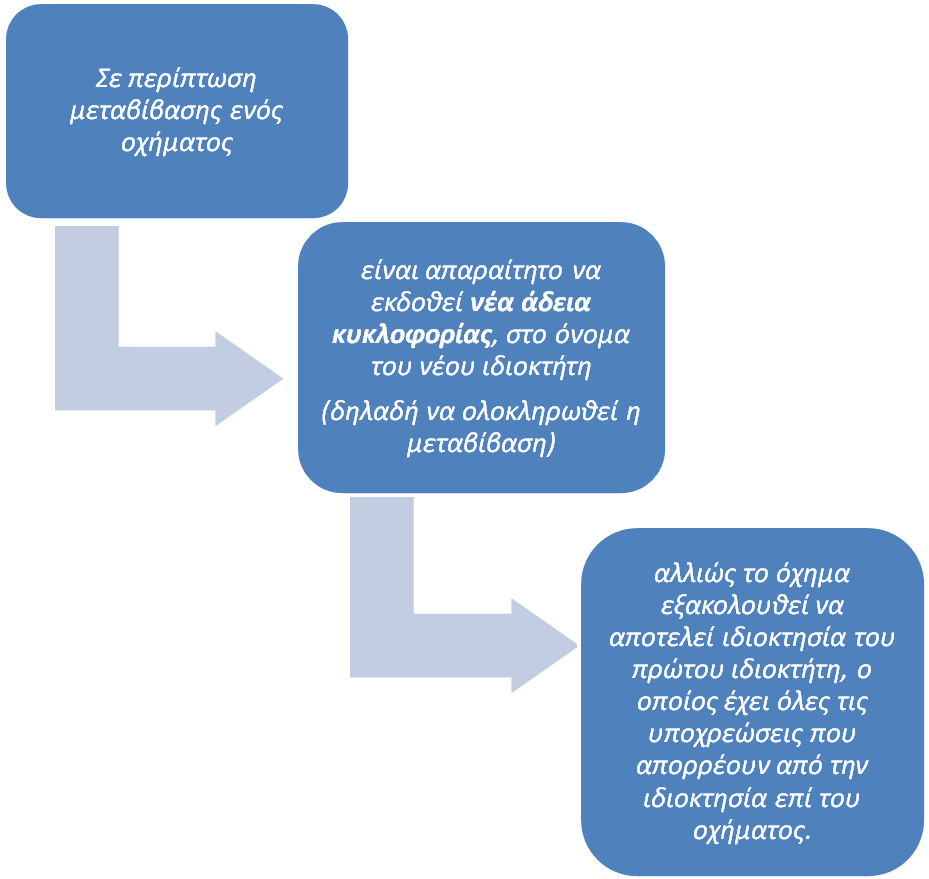 Σε περίπτωση
μεταβίβασης ενός
οχήματος
είναι απαραίτητο να
εκδοθεί νέα άδεια
κυκλοφορίας, στο όνομα
του νέου ιδιοκτήτη
(δηλαδή να ολοκληρωθεί η
μεταβίβαση)
αλλιώς το όχημα
εξακολουθεί να
αποτελεί ιδιοκτησία του
πρώτου ιδιοκτήτη, ο
οποίος έχει όλες τις
υποχρεώσεις που
απορρέουν από την
ιδιοκτησία επί του
οχήματος.